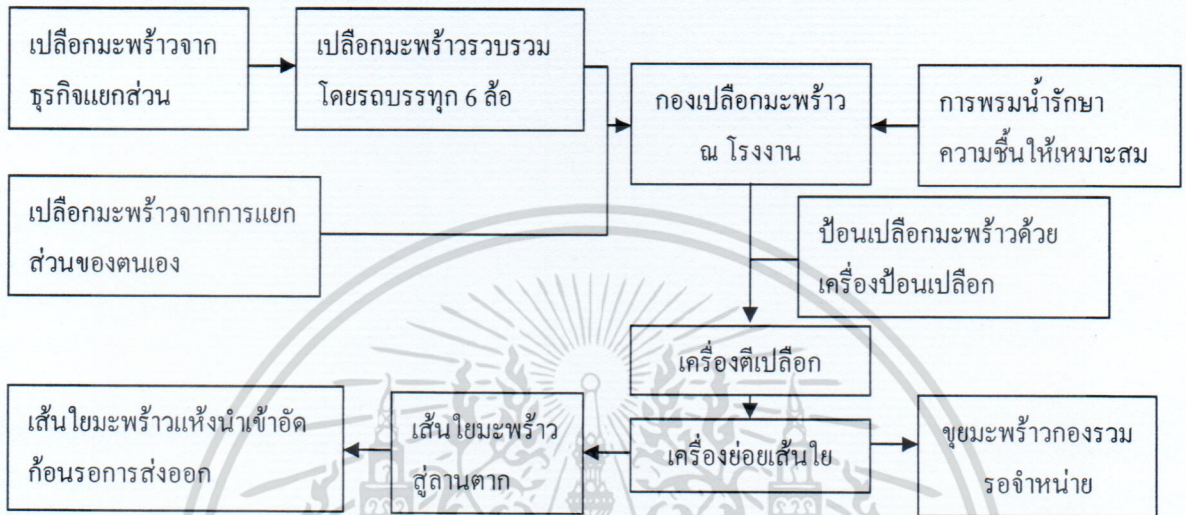 เปลือกมะพร้าวจาก
ธุรกิจแยกส่วน
เปลือกมะพร้าวรวบรวม
โดยรถบรรทุก 6 ล้อ
กองเปลือกมะพร้าว
ณ โรงงาน
การพรมน้ำรักษา
ความชื้นให้เหมาะสม
เปลือกมะพร้าวจากการแยก
ส่วนของตนเอง
ป้อนเปลือกมะพร้าวด้วย
เครื่องป้อนเปลือก
เครื่องตีเปลือก
เส้นใยมะพร้าวแห้งนำเข้าอัด
ก้อนรอการส่งออก
เส้นใยมะพร้าว
สู่ลานตาก
เครื่องย่อยเส้นใย
ขุยมะพร้าวกองรวม
รอจำหน่าย